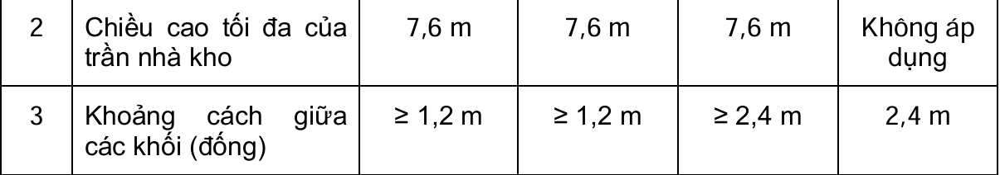 2 Chiều cao tối đa của 7,6 m 7,6 m 7,6 m Không áp
trần nhà kho dụng
3 Khoảng cách giữa ≥ 1,2 m ≥ 1,2 m ≥ 2,4 m 2,4 m
các khối (đống)